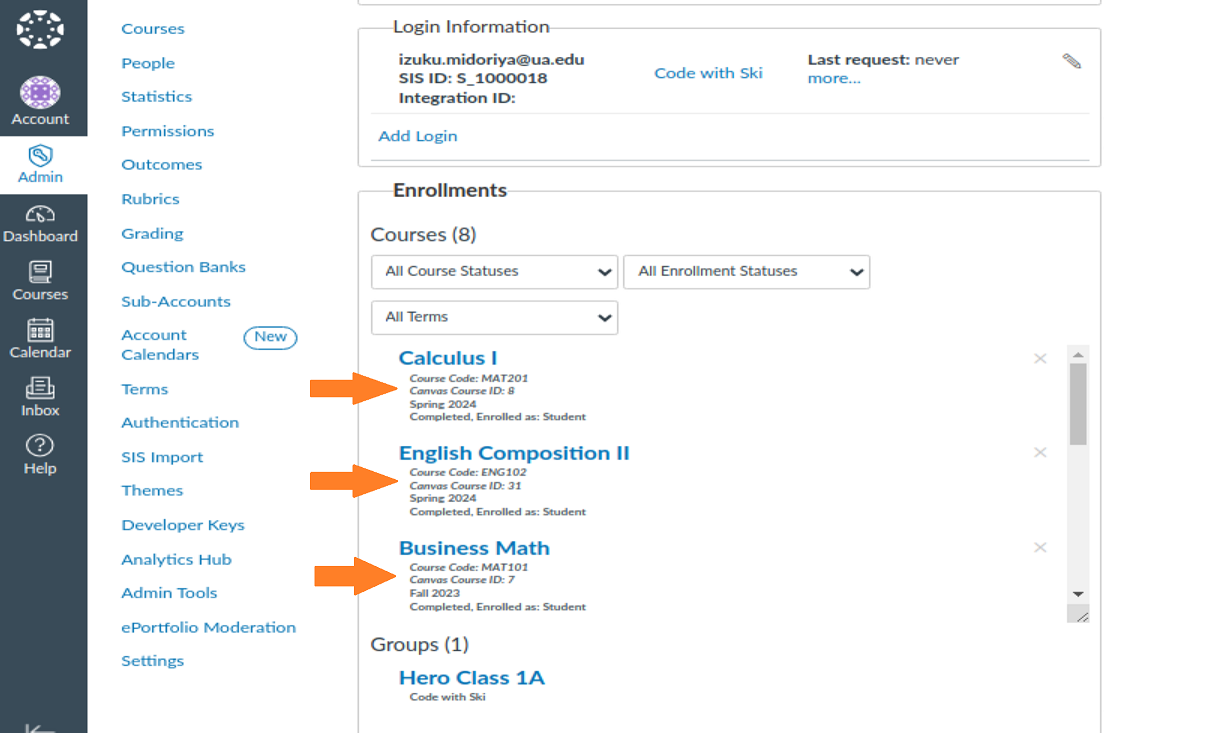 Account
Admin
Dashboard
Courses
Calendar
Inbox
Help
Courses
People
Statistics
Permissions
Outcomes
Rubrics
Grading
Question Banks
Sub-Accounts
Account
Calendars
New
Terms
Authentication
SIS Import
Themes
Developer Keys
Analytics Hub
Admin Tools
ePortfolio Moderation
Settings
Login Information
izuku.midoriya@ua.edu
SIS ID: S_1000018
Integration ID:
Code with Ski
Last request: never
more...
Add Login
Enrollments
Courses (8)
All Course Statuses
All Enrollment Statuses
All Terms
Calculus I
Course Code: MAT201
Canvas Course ID: 8
Spring 2024
Completed, Enrolled as: Student
English Composition II
Course Code: ENG102
Canvas Course ID: 31
Spring 2024
Completed, Enrolled as: Student
Business Math
Course Code: MAT101
Canvas Course ID: 7
Fall 2023
Completed, Enrolled as: Student
Groups (1)
Hero Class 1A
Code with Ski